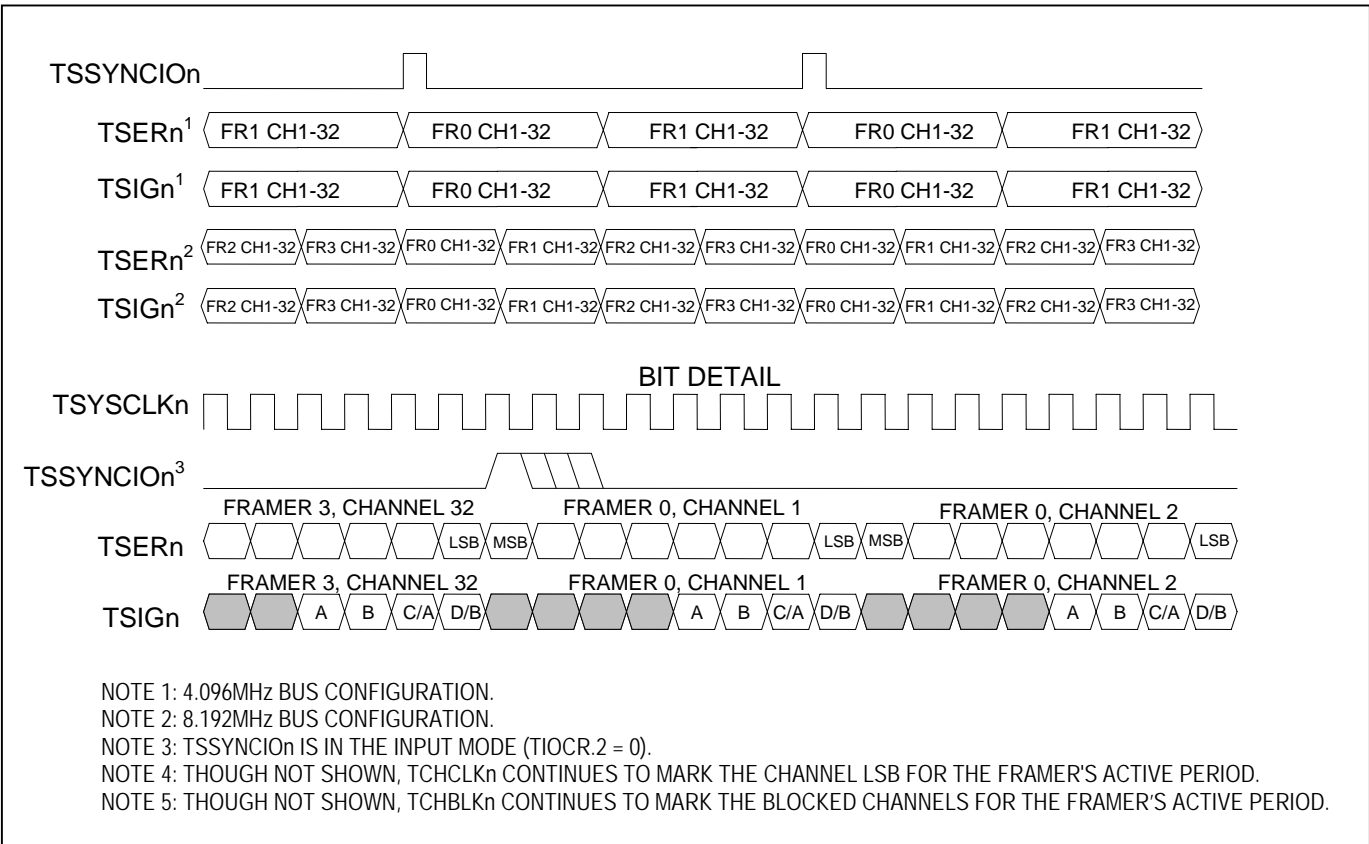 TSSYNCIOn
TSERn1 FR1 CH1-32 FR0 CH1-32 FR1 CH1-32 FR0 CH1-32 FR1 CH1-32
TSIGn1 FR1 CH1-32 FR0 CH1-32 FR1 CH1-32 FR0 CH1-32 FR1 CH1-32
TSERn2 FR2 CH1-32 FR3 CH1-32 FR0 CH1-32 FR1 CH1-32 FR2 CH1-32 FR3 CH1-32 FR0 CH1-32 FR1 CH1-32 FR2 CH1-32 FR3 CH1-32
TSIGn2 FR2 CH1-32 FR3 CH1-32 FR0 CH1-32 FR1 CH1-32 FR2 CH1-32 FR3 CH1-32 FR0 CH1-32 FR1 CH1-32 FR2 CH1-32 FR3 CH1-32
BIT DETAIL
TSYSCLKn
TSSYNCIOn3
FRAMER 3, CHANNEL 32 FRAMER 0, CHANNEL 1 FRAMER 0, CHANNEL 2
TSERn LSB MSB LSB MSB LSB
FRAMER 3, CHANNEL 32 FRAMER 0, CHANNEL 1 FRAMER 0, CHANNEL 2
TSIGn A B C/A D/B A B C/A D/B A B C/A D/B
NOTE 1: 4.096MHz BUS CONFIGURATION.
NOTE 2: 8.192MHz BUS CONFIGURATION.
NOTE 3: TSSYNCIOn IS IN THE INPUT MODE (TIOCR.2 = 0).
NOTE 4: THOUGH NOT SHOWN, TCHCLKn CONTINUES TO MARK THE CHANNEL LSB FOR THE FRAMER'S ACTIVE PERIOD.
NOTE 5: THOUGH NOT SHOWN, TCHBLKn CONTINUES TO MARK THE BLOCKED CHANNELS FOR THE FRAMER’S ACTIVE PERIOD.